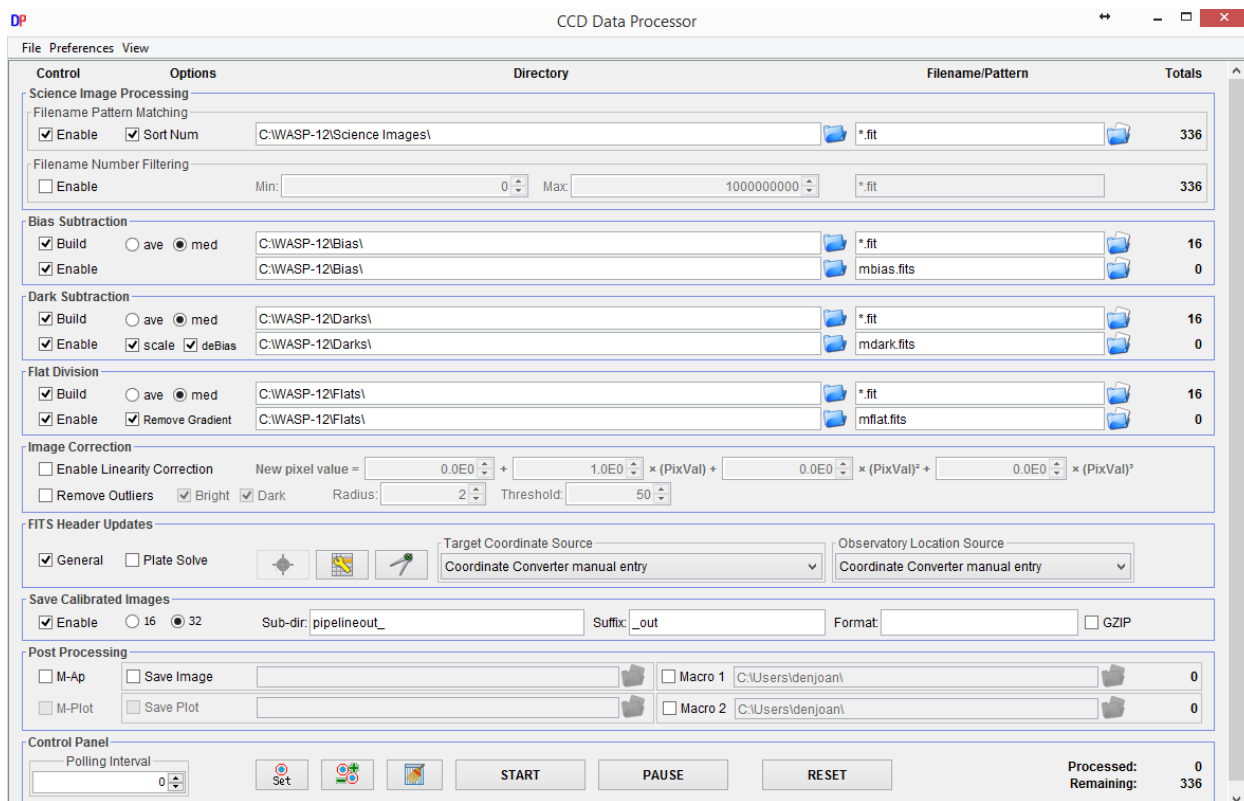 DP CCD Data Processor
File Preferences View
Control Options Directory Filename/Pattern Totals
Science Image Processing
Filename Pattern Matching
Enable Sort Num C:\WASP-12\Science Images\ *.fit 336
Filename Number Filtering
Enable Min: 0 Max: 1000000000 *.fit 336
Bias Subtraction
Build ave med C:\WASP-12\Bias\ *.fit 16
Enable C:\WASP-12\Bias\ mbias.fits 0
Dark Subtraction
Build ave med C:\WASP-12\Darks\ *.fit 16
Enable scale deBias C:\WASP-12\Darks\ mdark.fits 0
Flat Division
Build ave med C:\WASP-12\Flats\ *.fit 16
Enable Remove Gradient C:\WASP-12\Flats\ mflat.fits 0
Image Correction
Enable Linearity Correction New pixel value = 0.0E0 + 1.0E0 × (PixVal) + 0.0E0 × (PixVal)² + 0.0E0 × (PixVal)³
Remove Outliers Bright Dark Radius: 2 Threshold: 50
FITS Header Updates
Target Coordinate Source Observatory Location Source
General Plate Solve Coordinate Converter manual entry Coordinate Converter manual entry
Save Calibrated Images
Enable 16 32 Sub-dir: pipelineout_ Suffix: _out Format: GZIP
Post Processing
M-Ap Save Image Macro 1 C:\Users\denjoan\ 0
M-Plot Save Plot Macro 2 C:\Users\denjoan\ 0
Control Panel
Polling Interval
0 Set START PAUSE RESET
Processed: 0
Remaining: 336